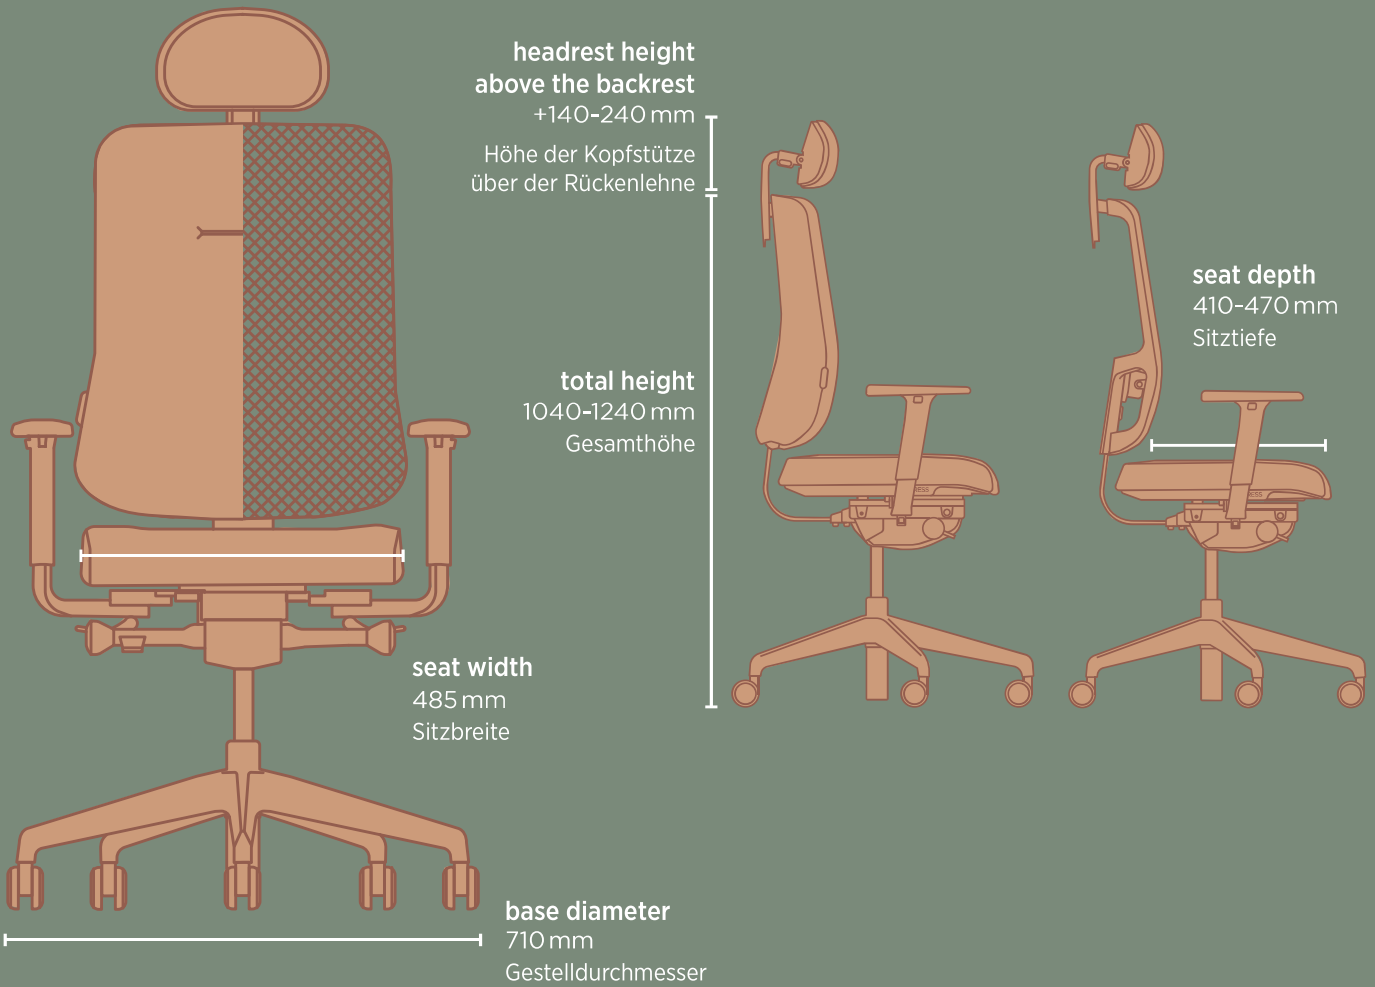 headrest height
above the backrest
+140-240 mm
Höhe der Kopfstütze
über der Rückenlehne
total height
1040-1240 mm
Gesamthöhe
seat depth
410-470 mm
Sitztiefe
seat width
485 mm
Sitzbreite
base diameter
710 mm
Gestelldurchmesser